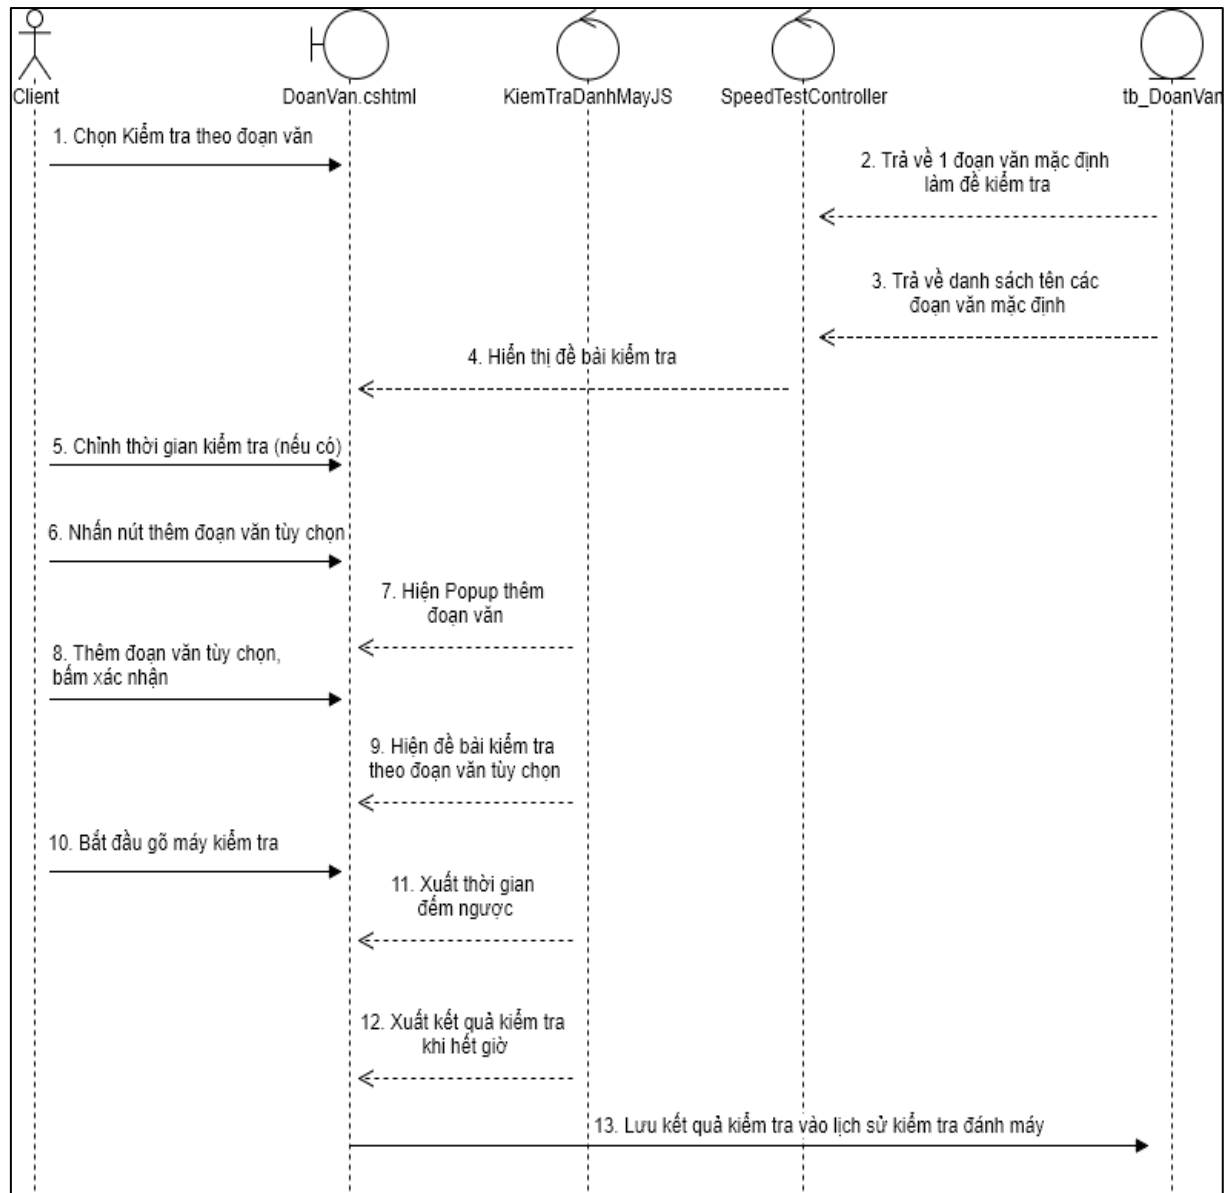 Client
DoanVan.cshtml
KiemTraDanhMayJS
SpeedTestController
tb_DoanVan
1. Chọn Kiểm tra theo đoạn văn
2. Trả về 1 đoạn văn mặc định
làm đề kiểm tra
3. Trả về danh sách tên các
đoạn văn mặc định
4. Hiển thị đề bài kiểm tra
5. Chỉnh thời gian kiểm tra (nếu có)
6. Nhấn nút thêm đoạn văn tùy chọn
7. Hiện Popup thêm
đoạn văn
8. Thêm đoạn văn tùy chọn,
bấm xác nhận
9. Hiện đề bài kiểm tra
theo đoạn văn tùy chọn
10. Bắt đầu gõ máy kiểm tra
11. Xuất thời gian
đếm ngược
12. Xuất kết quả kiểm tra
khi hết giờ
13. Lưu kết quả kiểm tra vào lịch sử kiểm tra đánh máy